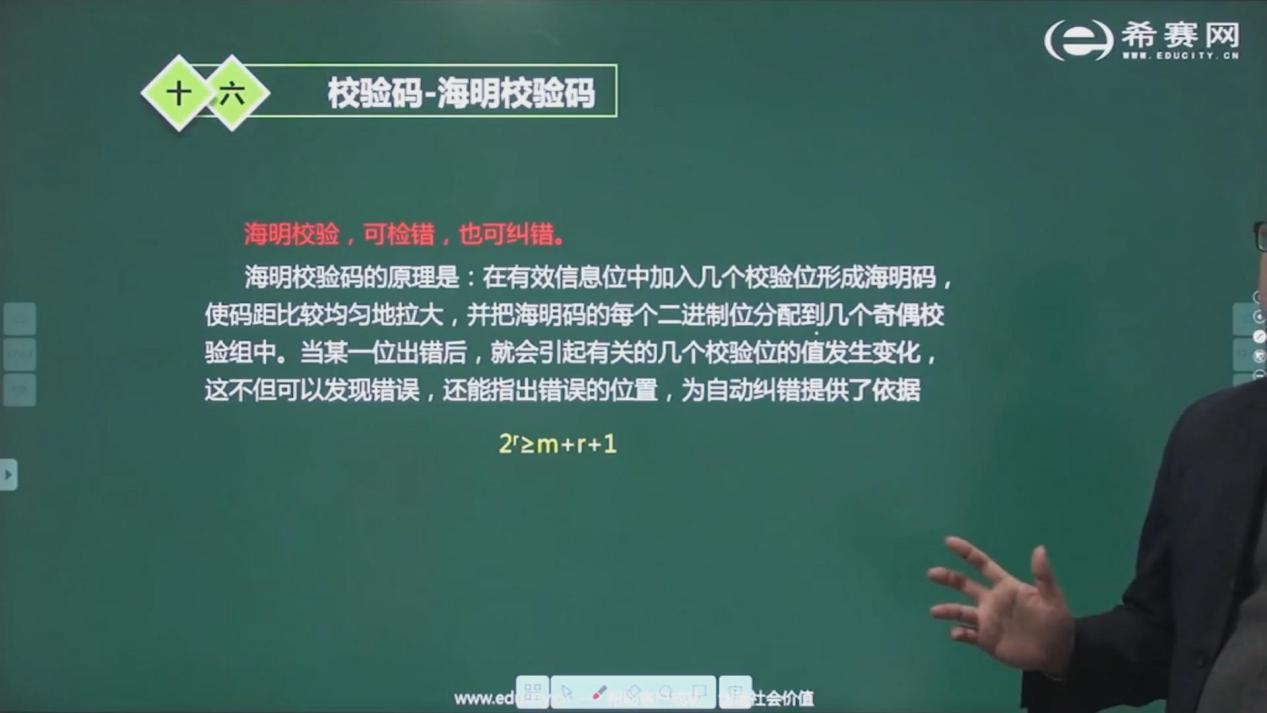 希赛网
WWW.EDUCITY.CN
十六
校验码-海明校验码
海明校验，可检错，也可纠错。
海明校验码的原理是：在有效信息位中加入几个校验位形成海明码，
使码距比较均匀地拉大，并把海明码的每个二进制位分配到几个奇偶校
验组中。当某一位出错后，就会引起有关的几个校验位的值发生变化，
这不但可以发现错误，还能指出错误的位置，为自动纠错提供了依据
2ʳ≥m+r+1
社会价值